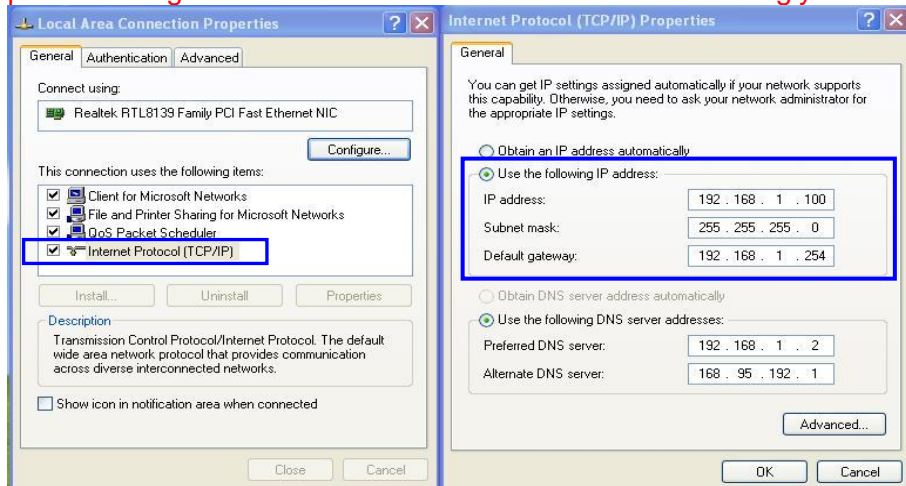 Local Area Connection Properties
General Authentication Advanced
Connect using:
Realtek RTL8139 Family PCI Fast Ethernet NIC
Configure...
This connection uses the following items:
Client for Microsoft Networks
File and Printer Sharing for Microsoft Networks
QoS Packet Scheduler
Internet Protocol (TCP/IP)
Install... Uninstall Properties
Description
Transmission Control Protocol/Internet Protocol. The default
wide area network protocol that provides communication
across diverse interconnected networks.
Show icon in notification area when connected
Close Cancel
Internet Protocol (TCP/IP) Properties
General
You can get IP settings assigned automatically if your network supports
this capability. Otherwise, you need to ask your network administrator for
the appropriate IP settings.
Obtain an IP address automatically
Use the following IP address:
IP address: 192 . 168 . 1 . 100
Subnet mask: 255 . 255 . 255 . 0
Default gateway: 192 . 168 . 1 . 254
Obtain DNS server address automatically
Use the following DNS server addresses:
Preferred DNS server: 192 . 168 . 1 . 2
Alternate DNS server: 168 . 95 . 192 . 1
Advanced...
OK Cancel